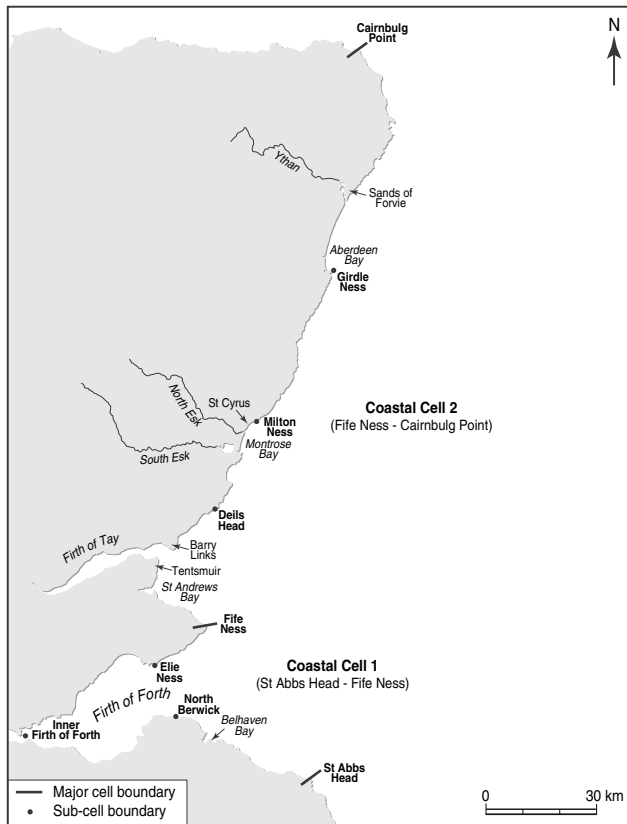 Cairnbulg
Point
N
Ythan
Sands of
Forvie
Aberdeen
Bay
Girdle
Ness
North Esk
St Cyrus
Milton
Ness
Coastal Cell 2
(Fife Ness - Cairnbulg Point)
Montrose
Bay
South Esk
Deils
Head
Firth of Tay
Barry
Links
Tentsmuir
St Andrews
Bay
Fife
Ness
Coastal Cell 1
(St Abbs Head - Fife Ness)
Elie
Ness
Firth of Forth
North
Berwick
Belhaven
Bay
Inner
Firth of Forth
St Abbs
Head
Major cell boundary
Sub-cell boundary
0 30 km